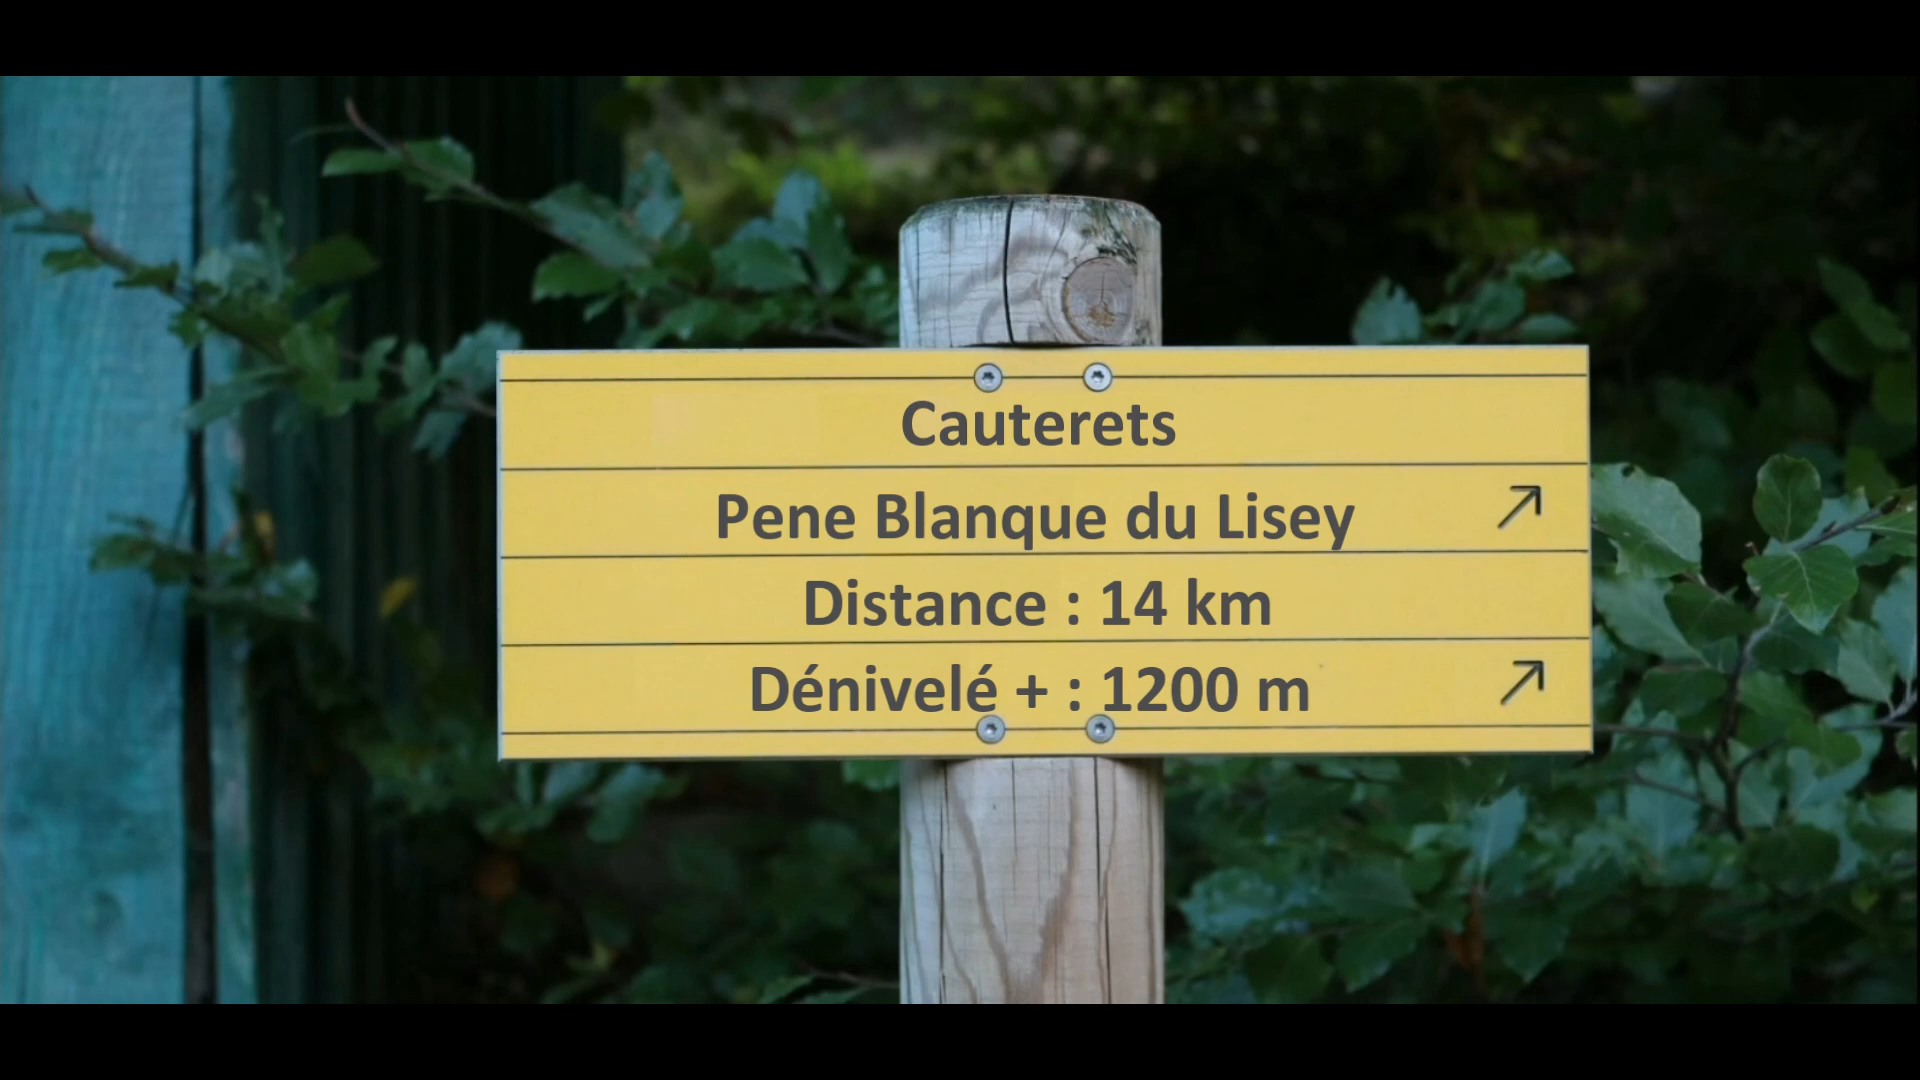 Cauterets
Pene Blanque du Lisey
Distance : 14 km
Dénivelé + : 1200 m